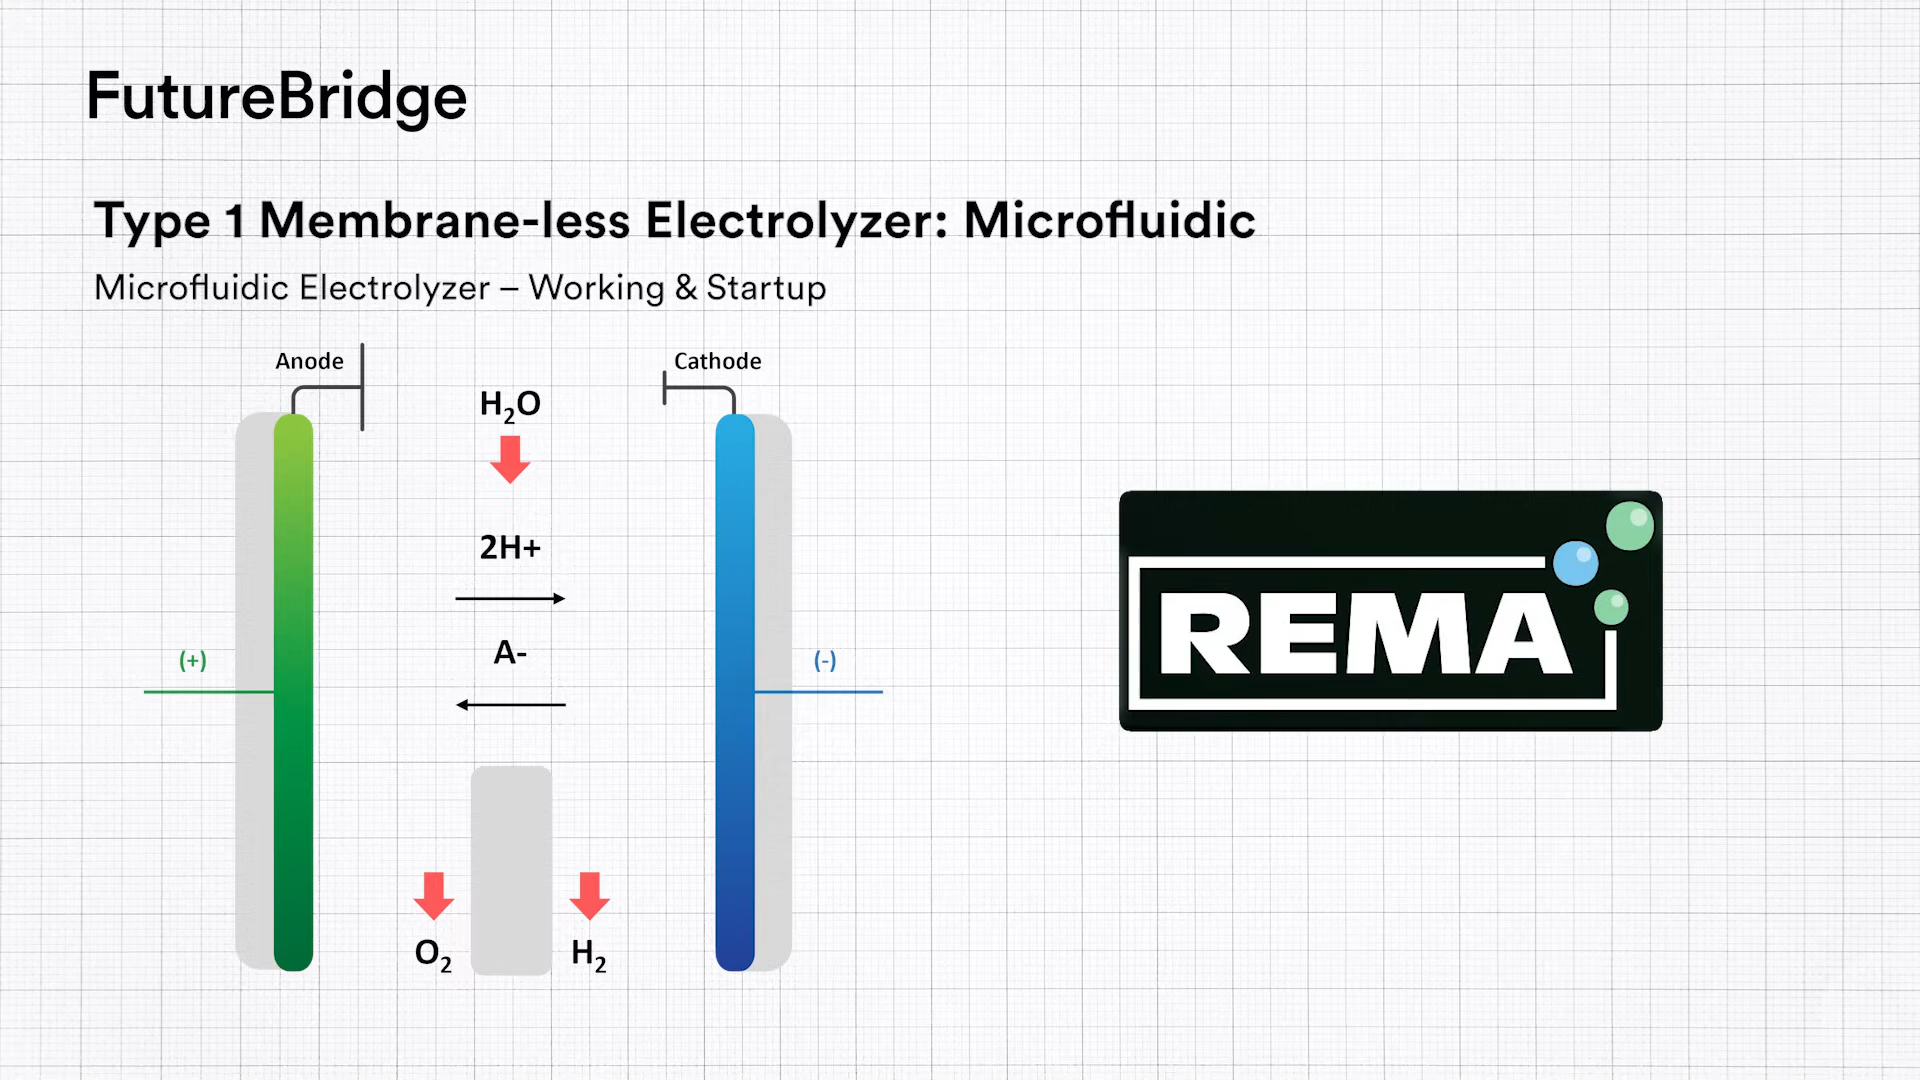 FutureBridge
Type 1 Membrane-less Electrolyzer: Microfluidic
Microfluidic Electrolyzer – Working & Startup
Anode
Cathode
H₂O
2H+
A-
(+)
(-)
REMA
O₂
H₂